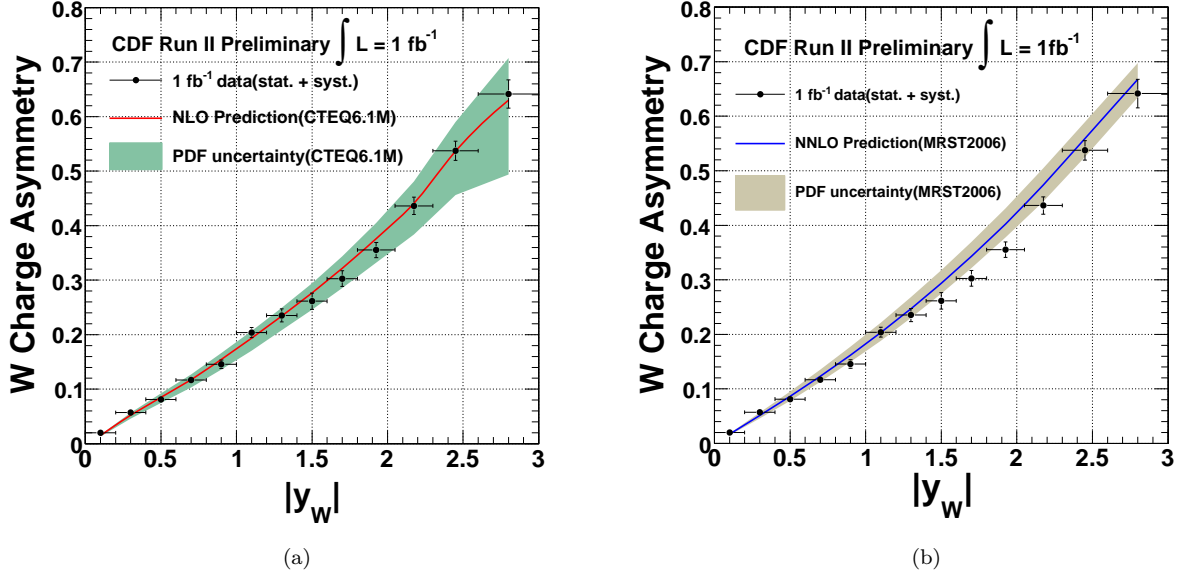 CDF Run II Preliminary ∫ L = 1 fb⁻¹
1 fb⁻¹ data(stat. + syst.)
NLO Prediction(CTEQ6.1M)
PDF uncertainty(CTEQ6.1M)
W Charge Asymmetry
0.8
0.7
0.6
0.5
0.4
0.3
0.2
0.1
0
0 0.5 1 1.5 2 2.5 3
|y_W|
(a)
CDF Run II Preliminary ∫ L = 1fb⁻¹
1 fb⁻¹ data(stat. + syst.)
NNLO Prediction(MRST2006)
PDF uncertainty(MRST2006)
W Charge Asymmetry
0.8
0.7
0.6
0.5
0.4
0.3
0.2
0.1
0
0 0.5 1 1.5 2 2.5 3
|y_W|
(b)